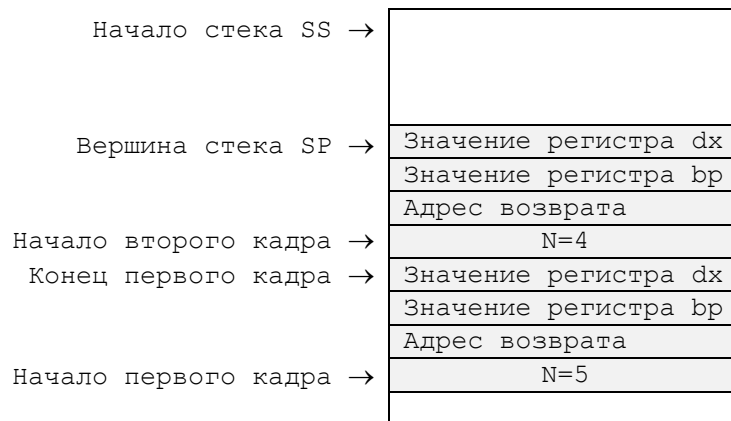 Начало стека SS →
Вершина стека SP → Значение регистра dx
Значение регистра bp
Адрес возврата
Начало второго кадра → N=4
Конец первого кадра → Значение регистра dx
Значение регистра bp
Адрес возврата
Начало первого кадра → N=5